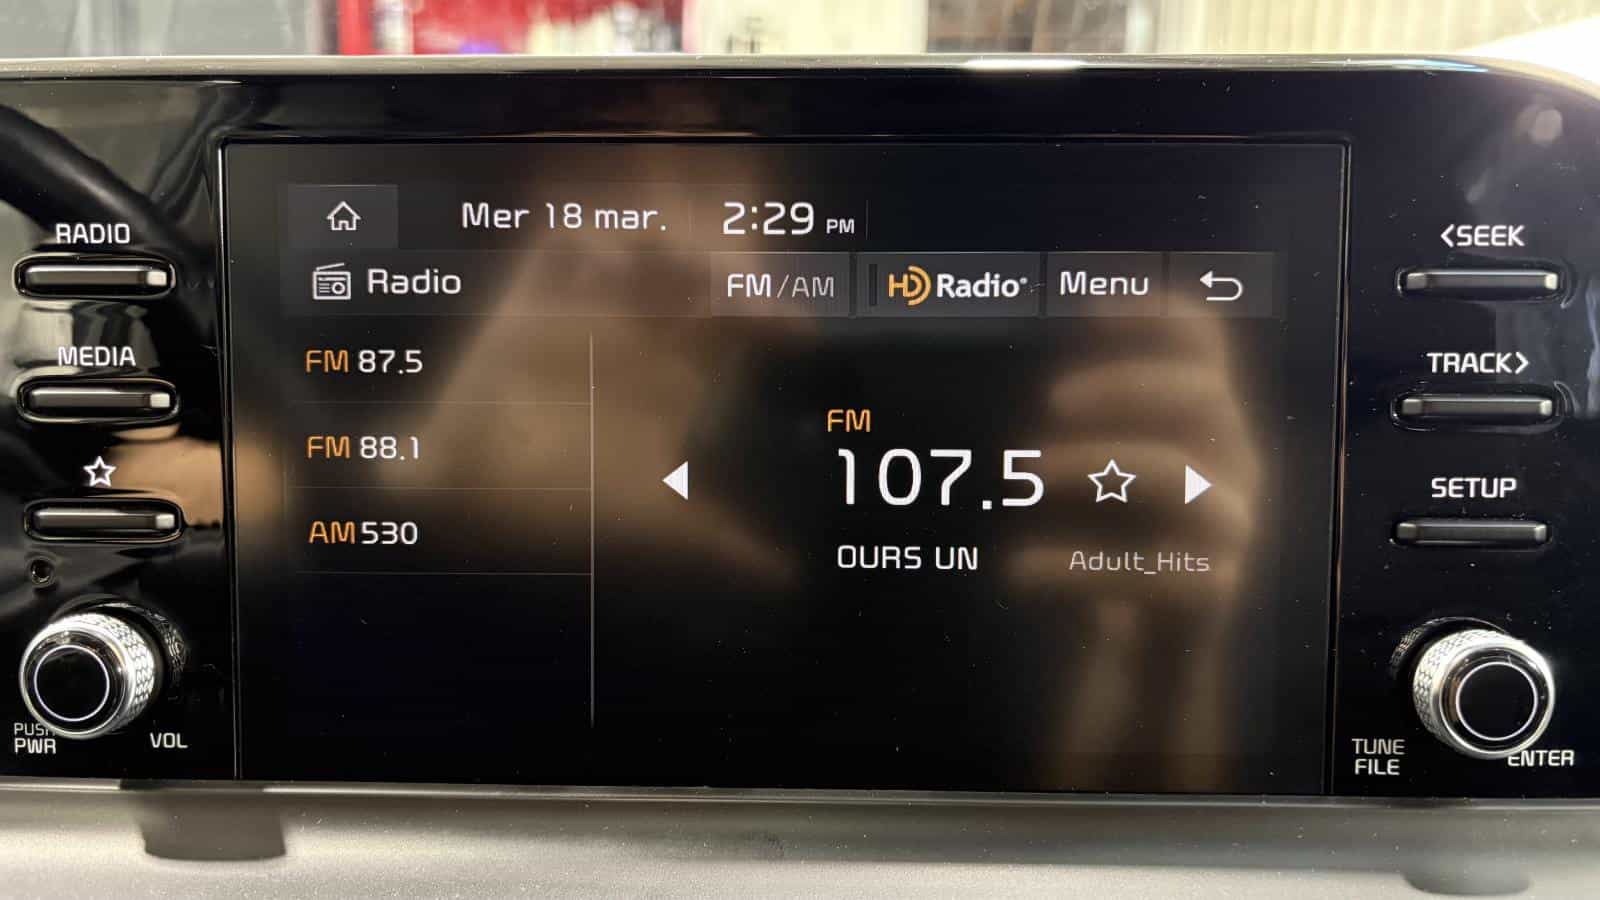 Mer 18 mar. 2:29 PM
Radio FM/AM HD Radio® Menu
FM 87.5
FM 88.1
AM 530
FM
107.5
OURS UN Adult_Hits
RADIO
MEDIA
PUSH
PWR
VOL
<SEEK
TRACK>
SETUP
TUNE
FILE
ENTER